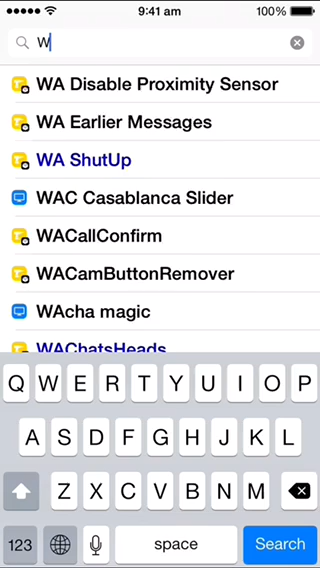 9:41 am 100%
W
WA Disable Proximity Sensor
WA Earlier Messages
WA ShutUp
WAC Casablanca Slider
WACallConfirm
WACamButtonRemover
WAcha magic
WAChatsHeads
Q W E R T Y U I O P
A S D F G H J K L
Z X C V B N M
123 space Search